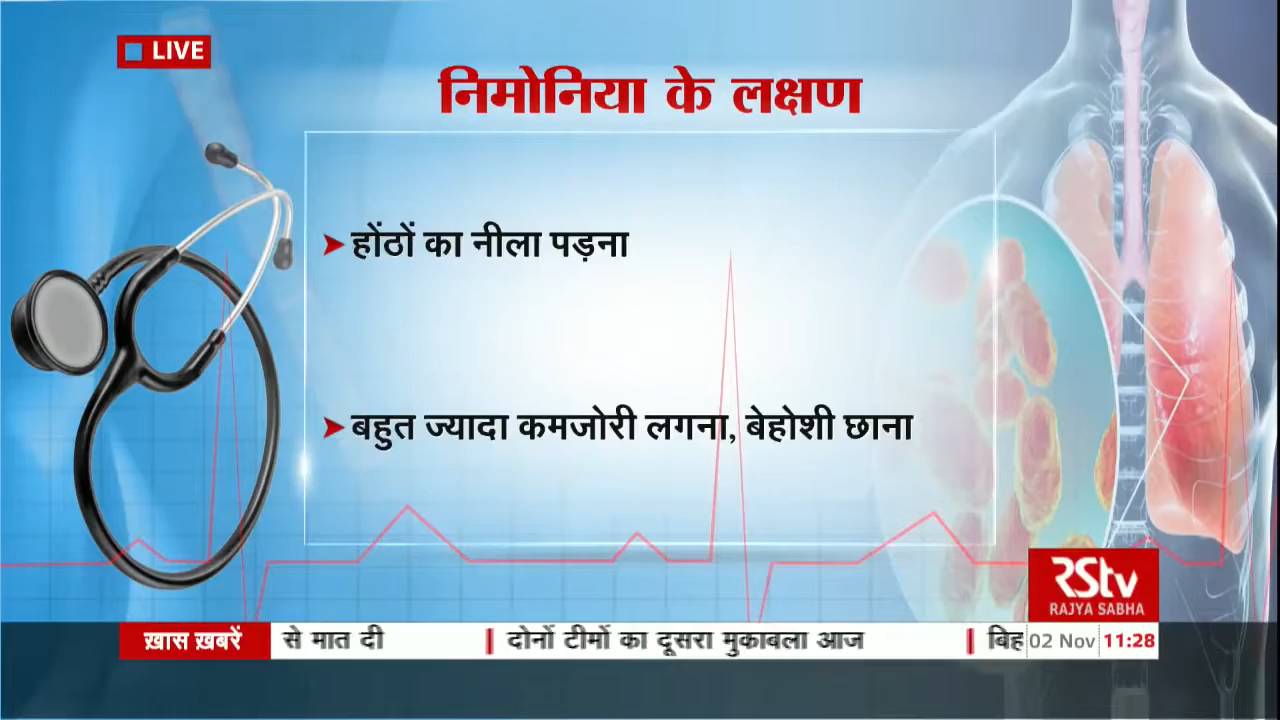 LIVE
निमोनिया के लक्षण
होंठों का नीला पड़ना
बहुत ज्यादा कमजोरी लगना, बेहोशी छाना
RStv
RAJYA SABHA
ख़ास ख़बरें से मात दी | दोनों टीमों का दूसरा मुकाबला आज | बिह 02 Nov 11:28